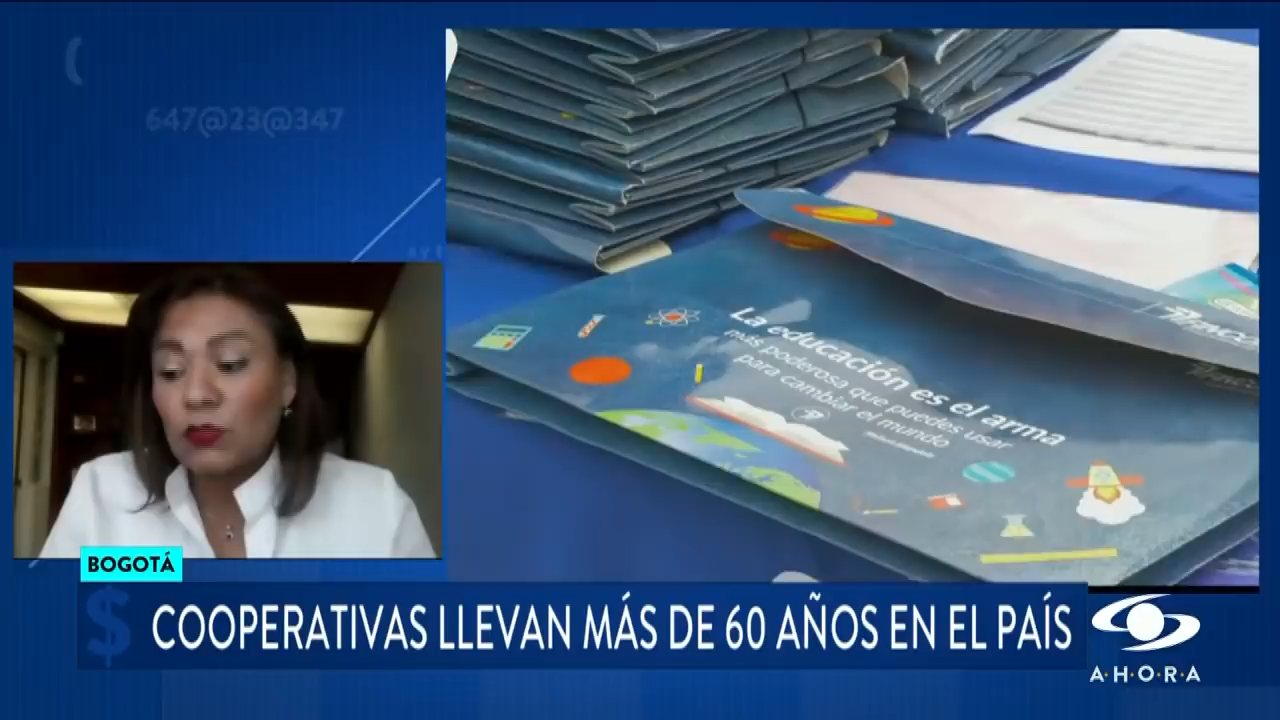 647@23@347
La educación es el arma
más poderosa que puedes usar
para cambiar el mundo
BOGOTÁ
$ COOPERATIVAS LLEVAN MÁS DE 60 AÑOS EN EL PAÍS
A·H·O·R·A